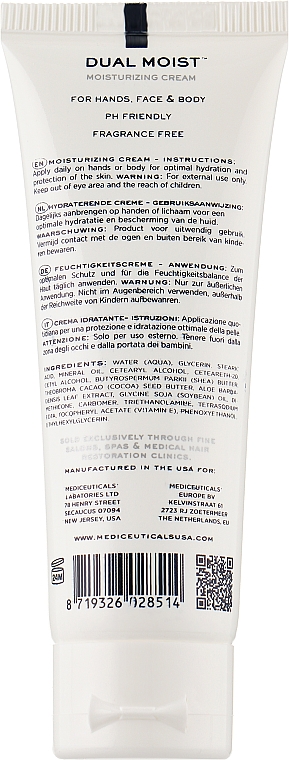 DUAL MOIST™
MOISTURIZING CREAM
FOR HANDS, FACE & BODY
PH FRIENDLY
FRAGRANCE FREE
EN MOISTURIZING CREAM - INSTRUCTIONS:
Apply daily on hands or body for optimal hydration and
protection of the skin. WARNING: For external use only
Keep out of eye area and the reach of children.
NL HYDRATERENDE CREME - GEBRUIKSAANWIJZING:
Dagelijks aanbrengen op handen of lichaam voor een
optimale hydratatie en bescherming van de huid.
WAARSCHUWING: Product voor uitwendig gebruik
Vermijd contact met de ogen en buiten bereik van kinde-
ren bewaren.
DE FEUCHTIGKEITSCREME - ANWENDUNG: Zum
optimalen Schutz und für die Feuchtigkeitsbalance der
Haut täglich anwenden, WARNUNG: Nur zur äußerlichen
Anwendung. Nicht im Augenbereich verwenden, außerhalb
der Reichweite von Kindern aufbewaren.
IT CREMA IDRATANTE- ISTRUZIONI: Applicazione quo-
tidiana per una protezione e idratazione ottimale della pelle
ATTENZIONE: Solo per uso esterno. Tenere fuori dalla
zona degli occhi e dalla portata dei bambini.
INGREDIENTS: WATER (AQUA), GLYCERIN, STEARIC
ACID, MINERAL OIL, CETEARYL ALCOHOL, CETEARETH-20,
CETYL ALCOHOL, BUTYROSPERMUM PARKII (SHEA) BUTTER,
THEOBROMA CACAO (COCOA) SEED BUTTER, ALOE BARBA-
DENSIS LEAF EXTRACT, GLYCINE SOJA (SOYBEAN) OIL, DI-
METHICONE, CARBOMER, TRIETHANOLAMINE, TETRASODIUM
EDTA, TOCOPHERYL ACETATE (VITAMIN E), PHENOXYETHANOL,
ETHYLHEXYLGLYCERIN
SOLD EXCLUSIVELY THROUGH FINE
SALONS, SPAS & MEDICAL HAIR
RESTORATION CLINICS.
MANUFACTURED IN THE USA FOR:
MEDICEUTICALS® MEDICEUTICALS®
LABATORIES LTD EUROPE BV
78 HENRY STREET KELVINSTRAAT 61
SECAUCUS 07094 2723 RJ ZOETERMEER
NEW JERSEY, USA THE NETHERLANDS, EU
WWW.MEDICEUTICALSUSA.COM
24M
8 719326 028514